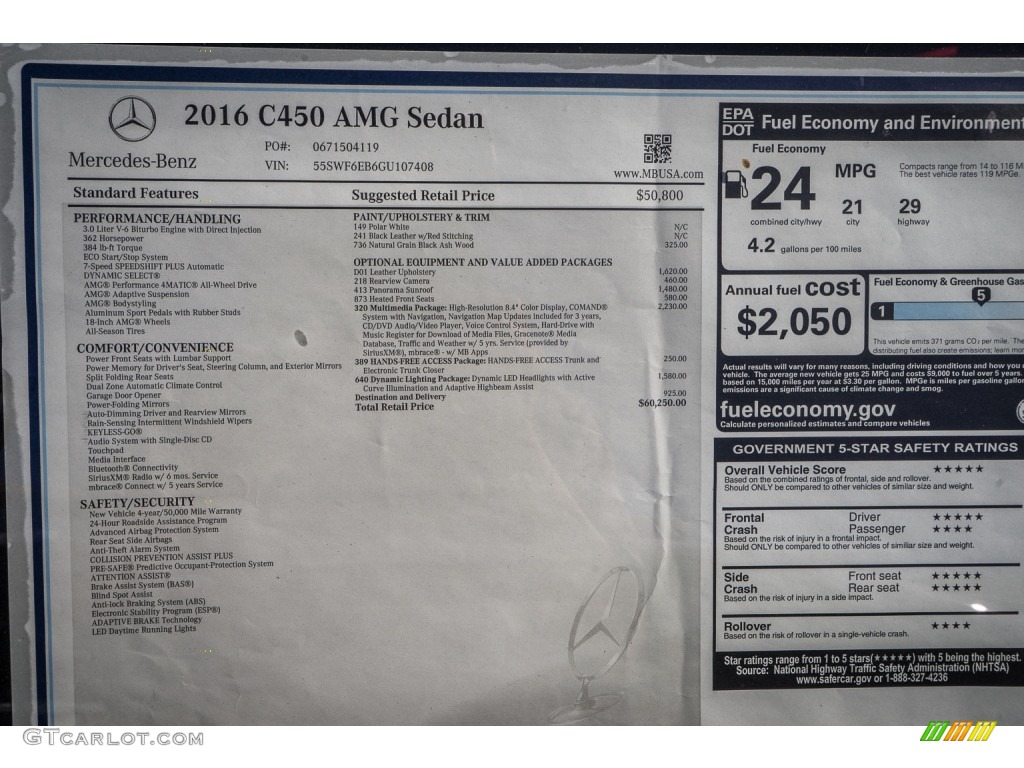 2016 C450 AMG Sedan
Mercedes-Benz
PO#: 0671504119
VIN: 55SWF6EB6GU107408
www.MBUSA.com
Standard Features
Suggested Retail Price $50,800
PERFORMANCE/HANDLING
3.0 Liter V-6 Biturbo Engine with Direct Injection
362 Horsepower
384 lb-ft Torque
ECO Start/Stop System
7-Speed SPEEDSHIFT PLUS Automatic
DYNAMIC SELECT®
AMG® Performance 4MATIC® All-Wheel Drive
AMG® Adaptive Suspension
AMG® Bodystyling
Aluminum Sport Pedals with Rubber Studs
18-Inch AMG® Wheels
All-Season Tires
COMFORT/CONVENIENCE
Power Front Seats with Lumbar Support
Power Memory for Driver's Seat, Steering Column, and Exterior Mirrors
Split Folding Rear Seats
Dual Zone Automatic Climate Control
Garage Door Opener
Power-Folding Mirrors
Auto-Dimming Driver and Rearview Mirrors
Rain-Sensing Intermittent Windshield Wipers
KEYLESS-GO®
Audio System with Single-Disc CD
Touchpad
Media Interface
Bluetooth® Connectivity
SiriusXM® Radio w/ 6 mos. Service
mbrace® Connect w/ 5 years Service
SAFETY/SECURITY
New Vehicle 4-year/50,000 Mile Warranty
24-Hour Roadside Assistance Program
Advanced Airbag Protection System
Rear Seat Side Airbags
Anti-Theft Alarm System
COLLISION PREVENTION ASSIST PLUS
PRE-SAFE® Predictive Occupant-Protection System
ATTENTION ASSIST®
Brake Assist System (BAS®)
Blind Spot Assist
Anti-lock Braking System (ABS)
Electronic Stability Program (ESP®)
ADAPTIVE BRAKE Technology
LED Daytime Running Lights
PAINT/UPHOLSTERY & TRIM
149 Polar White N/C
241 Black Leather w/Red Stitching N/C
736 Natural Grain Black Ash Wood 325.00
OPTIONAL EQUIPMENT AND VALUE ADDED PACKAGES
D01 Leather Upholstery 1,620.00
218 Rearview Camera 460.00
413 Panorama Sunroof 1,480.00
873 Heated Front Seats 580.00
320 Multimedia Package: High-Resolution 8.4" Color Display, COMAND® 2,230.00
System with Navigation, Navigation Map Updates included for 3 years,
CD/DVD Audio/Video Player, Voice Control System, Hard-Drive with
Music Register for Download of Media Files, Gracenote® Media
Database, Traffic and Weather w/ 5 yrs. Service (provided by
SiriusXM®), mbrace® - w/ MB Apps
389 HANDS-FREE ACCESS Package: HANDS-FREE ACCESS Trunk and 250.00
Electronic Trunk Closer
640 Dynamic Lighting Package: Dynamic LED Headlights with Active 1,580.00
Curve Illumination and Adaptive Highbeam Assist
Destination and Delivery 925.00
Total Retail Price $60,250.00
EPA
DOT
Fuel Economy and Environment
Fuel Economy
24 MPG
combined city/hwy
21 city
29 highway
4.2 gallons per 100 miles
Compacts range from 14 to 116 M
The best vehicle rates 119 MPGe.
Annual fuel cost
$2,050
Fuel Economy & Greenhouse Gas
1
5
This vehicle emits 371 grams CO2 per mile. The
distributing fuel also create emissions; learn mor
Actual results will vary for many reasons, including driving conditions and how you
vehicle. The average new vehicle gets 25 MPG and costs $9,000 to fuel over 5 years.
based on 15,000 miles per year at $3.30 per gallon. MPGe is miles per gasoline gallon
emissions are a significant cause of climate change and smog.
fueleconomy.gov
Calculate personalized estimates and compare vehicles
GOVERNMENT 5-STAR SAFETY RATINGS
Overall Vehicle Score ★★★★★
Based on the combined ratings of frontal, side and rollover.
Should ONLY be compared to other vehicles of similar size and weight.
Frontal Driver ★★★★★
Crash Passenger ★★★★
Based on the risk of injury in a frontal impact.
Should ONLY be compared to other vehicles of similiar size and weight.
Side Front seat ★★★★★
Crash Rear seat ★★★★★
Based on the risk of injury in a side impact.
Rollover ★★★★
Based on the risk of rollover in a single-vehicle crash.
Star ratings range from 1 to 5 stars(★★★★★) with 5 being the highest.
Source: National Highway Traffic Safety Administration (NHTSA)
www.safercar.gov or 1-888-327-4236
GTCARLOT.COM